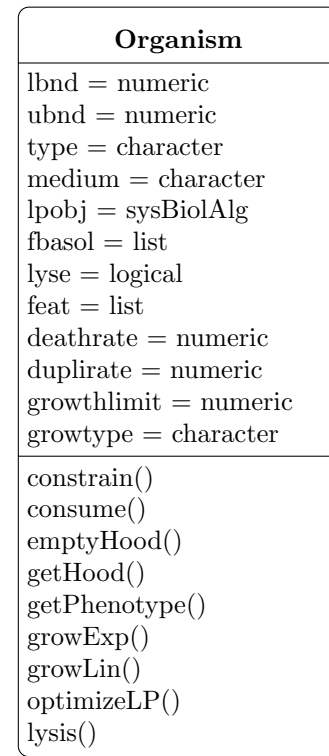 Organism
lbnd = numeric
ubnd = numeric
type = character
medium = character
lpobj = sysBiolAlg
fbasol = list
lyse = logical
feat = list
deathrate = numeric
duplirate = numeric
growthlimit = numeric
growtype = character
constrain()
consume()
emptyHood()
getHood()
getPhenotype()
growExp()
growLin()
optimizeLP()
lysis()